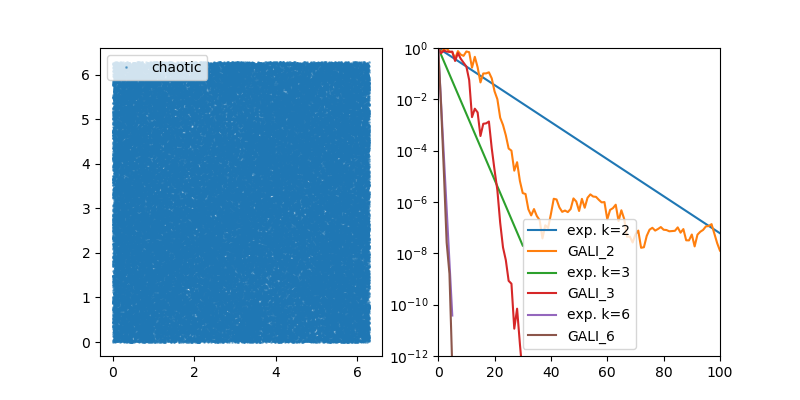 chaotic
6
5
4
3
2
1
0
0 2 4 6
10⁰
10⁻²
10⁻⁴
10⁻⁶
10⁻⁸
10⁻¹⁰
10⁻¹²
exp. k=2
GALI_2
exp. k=3
GALI_3
exp. k=6
GALI_6
0 20 40 60 80 100